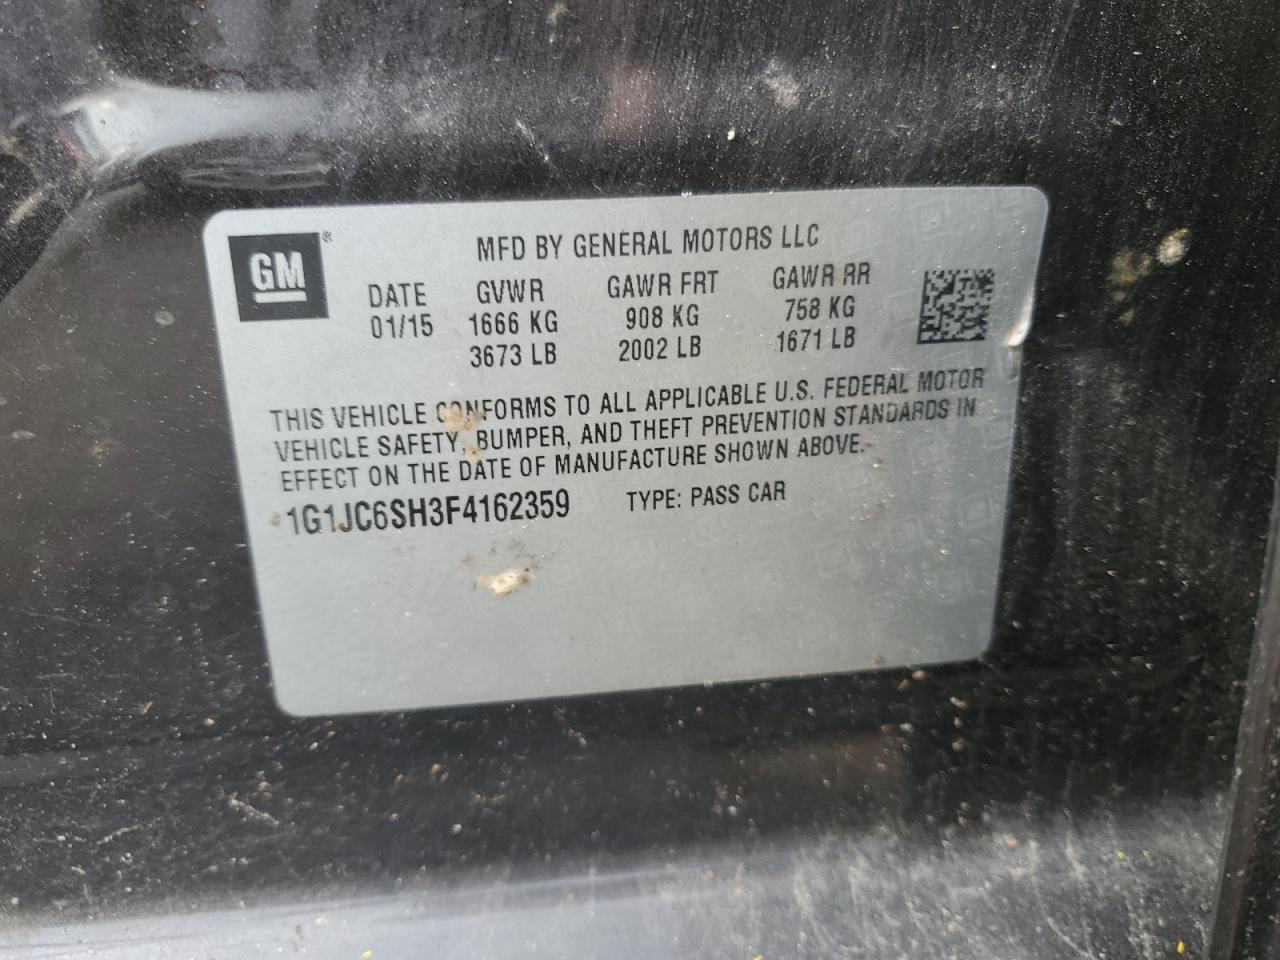 GM®
MFD BY GENERAL MOTORS LLC
DATE GVWR GAWR FRT GAWR RR
01/15 1666 KG 908 KG 758 KG
3673 LB 2002 LB 1671 LB
THIS VEHICLE CONFORMS TO ALL APPLICABLE U.S. FEDERAL MOTOR
VEHICLE SAFETY, BUMPER, AND THEFT PREVENTION STANDARDS IN
EFFECT ON THE DATE OF MANUFACTURE SHOWN ABOVE.
1G1JC6SH3F4162359 TYPE: PASS CAR